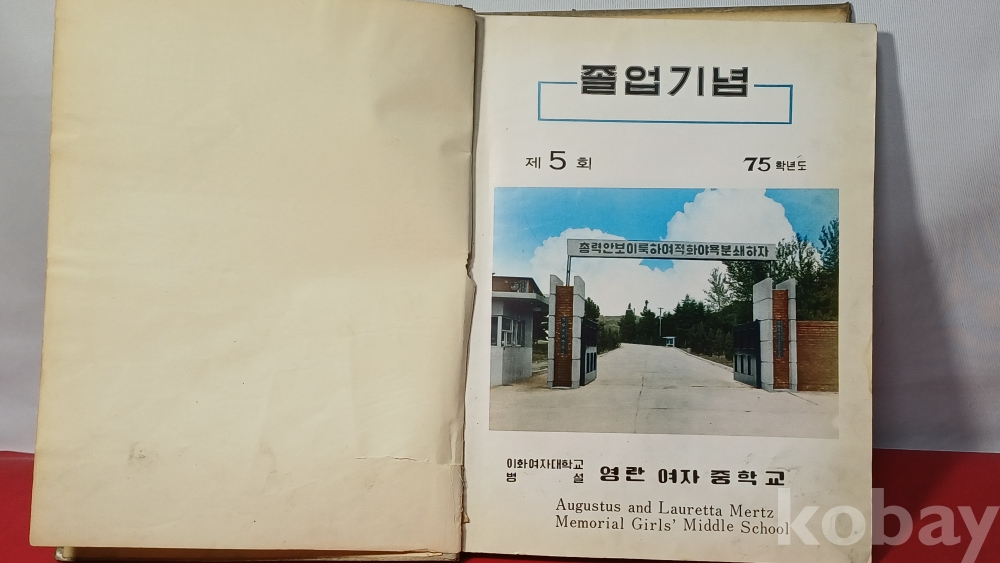 졸업기념
제 5 회
75 학년도
총력안보이룩하여적화야욕분쇄하자
이화여자대학교
병설 영란 여자 중학교
Augustus and Lauretta Mertz
Memorial Girls' Middle School
kobay